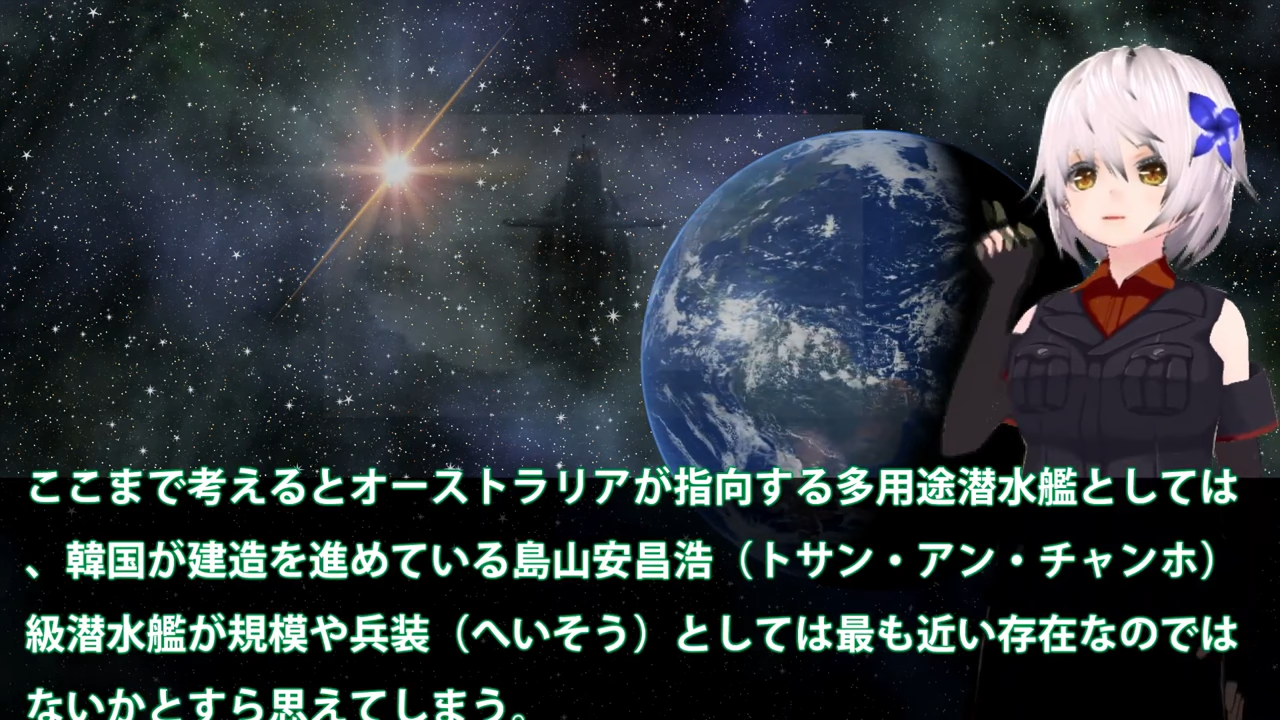 ここまで考えるとオーストラリアが指向する多用途潜水艦としては
、韓国が建造を進めている島山安昌浩（トサン・アン・チャンホ）
級潜水艦が規模や兵装（へいそう）としては最も近い存在なのでは
ないかとすら思えてしまう。